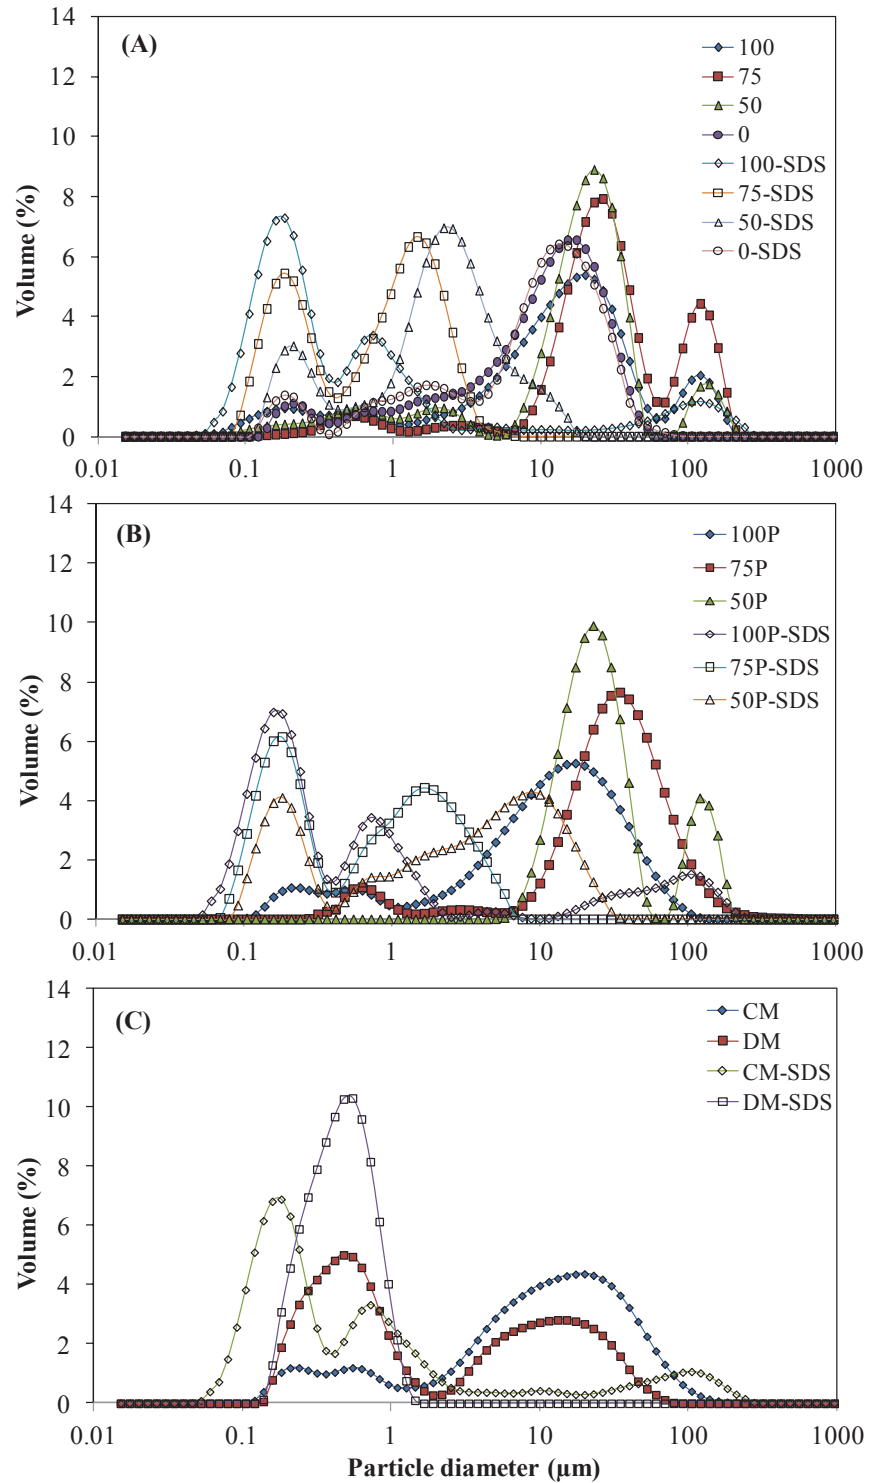 14
(A)
12
10
8
6
4
2
0
Volume (%)
100
75
50
0
100-SDS
75-SDS
50-SDS
0-SDS
0.01 0.1 1 10 100 1000
14
(B)
12
10
8
6
4
2
0
Volume (%)
100P
75P
50P
100P-SDS
75P-SDS
50P-SDS
0.01 0.1 1 10 100 1000
14
(C)
12
10
8
6
4
2
0
Volume (%)
CM
DM
CM-SDS
DM-SDS
0.01 0.1 1 10 100 1000
Particle diameter (µm)